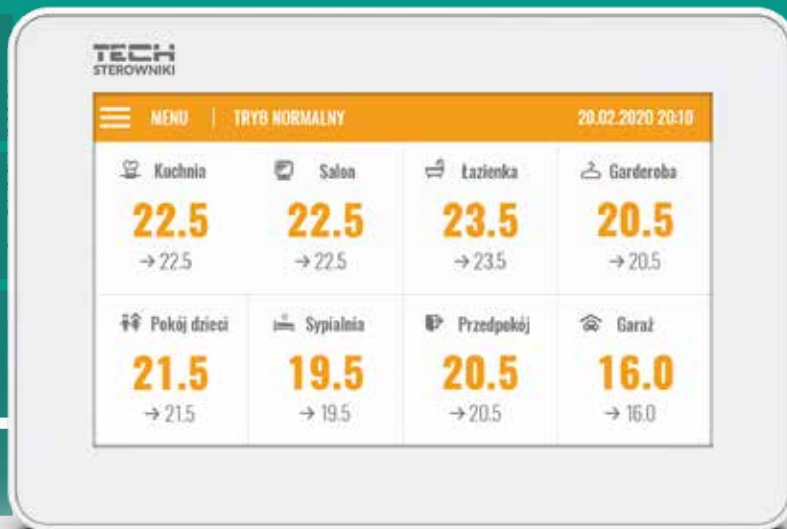 TECH
STEROWNIKI
MENU | TRYB NORMALNY 20.02.2020 20:10
Kuchnia Salon Łazienka Garderoba
22.5 22.5 23.5 20.5
→ 22.5 → 22.5 → 23.5 → 20.5
Pokój dzieci Sypialnia Przedpokój Garaż
21.5 19.5 20.5 16.0
→ 21.5 → 19.5 → 20.5 → 16.0